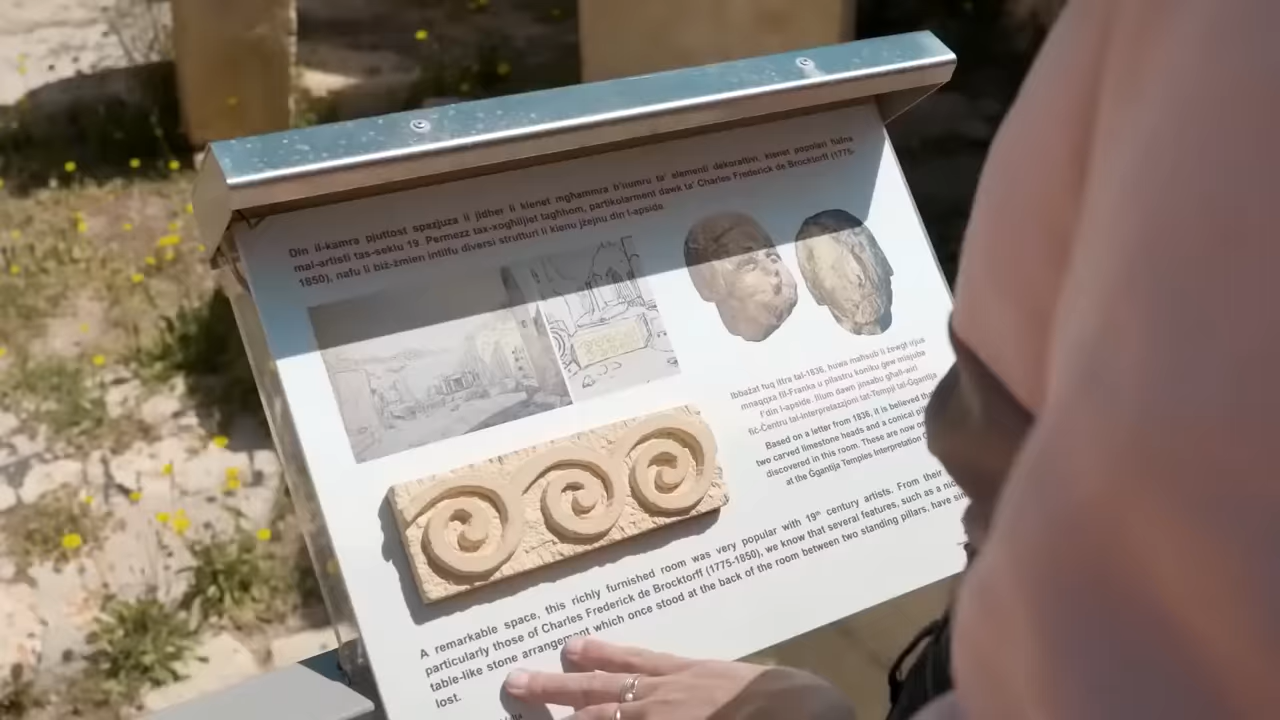 Din il-kamra pjuttost spazjuża li jidher li kienet mgħammra b'numru ta' elementi dekorattivi, kienet popolari ħafna
mal-artisti tas-seklu 19. Permezz tax-xogħlijiet tagħhom, partikolarment dawk ta' Charles Frederick de Brocktorff (1775-
1850), nafu li biż-żmien intilfu diversi strutturi li kienu jżejnu din l-apside.
Ibbażat fuq ittra tal-1836, huwa maħsub li żewġt irjus
mnaqqxa fil-Franka u pilastru koniku ġew misjuba
f'din l-apside. Illum dawn jinsabu għall-wiri
fiċ-Ċentru tal-Interpretazzjoni tat-Tempji tal-Ġgantija
Based on a letter from 1836, it is believed tha
two carved limestone heads and a conical pil
discovered in this room. These are now on
at the Ġgantija Temples Interpretation C
A remarkable space, this richly furnished room was very popular with 19th century artists. From their
particularly those of Charles Frederick de Brocktorff (1775-1850), we know that several features, such as a nic
table-like stone arrangement which once stood at the back of the room between two standing pillars, have sin
lost.